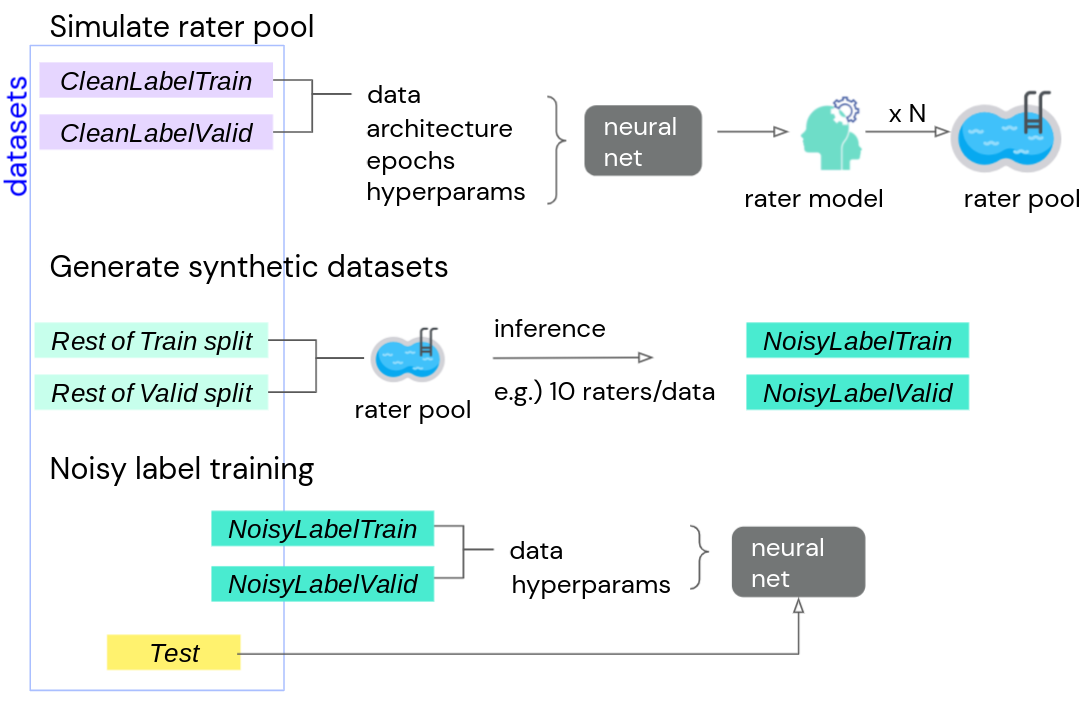 Simulate rater pool
datasets
CleanLabelTrain
CleanLabelValid
data
architecture
epochs
hyperparams
neural
net
rater model
x N
rater pool
Generate synthetic datasets
Rest of Train split
Rest of Valid split
rater pool
inference
e.g.) 10 raters/data
NoisyLabelTrain
NoisyLabelValid
Noisy label training
NoisyLabelTrain
NoisyLabelValid
data
hyperparams
neural
net
Test